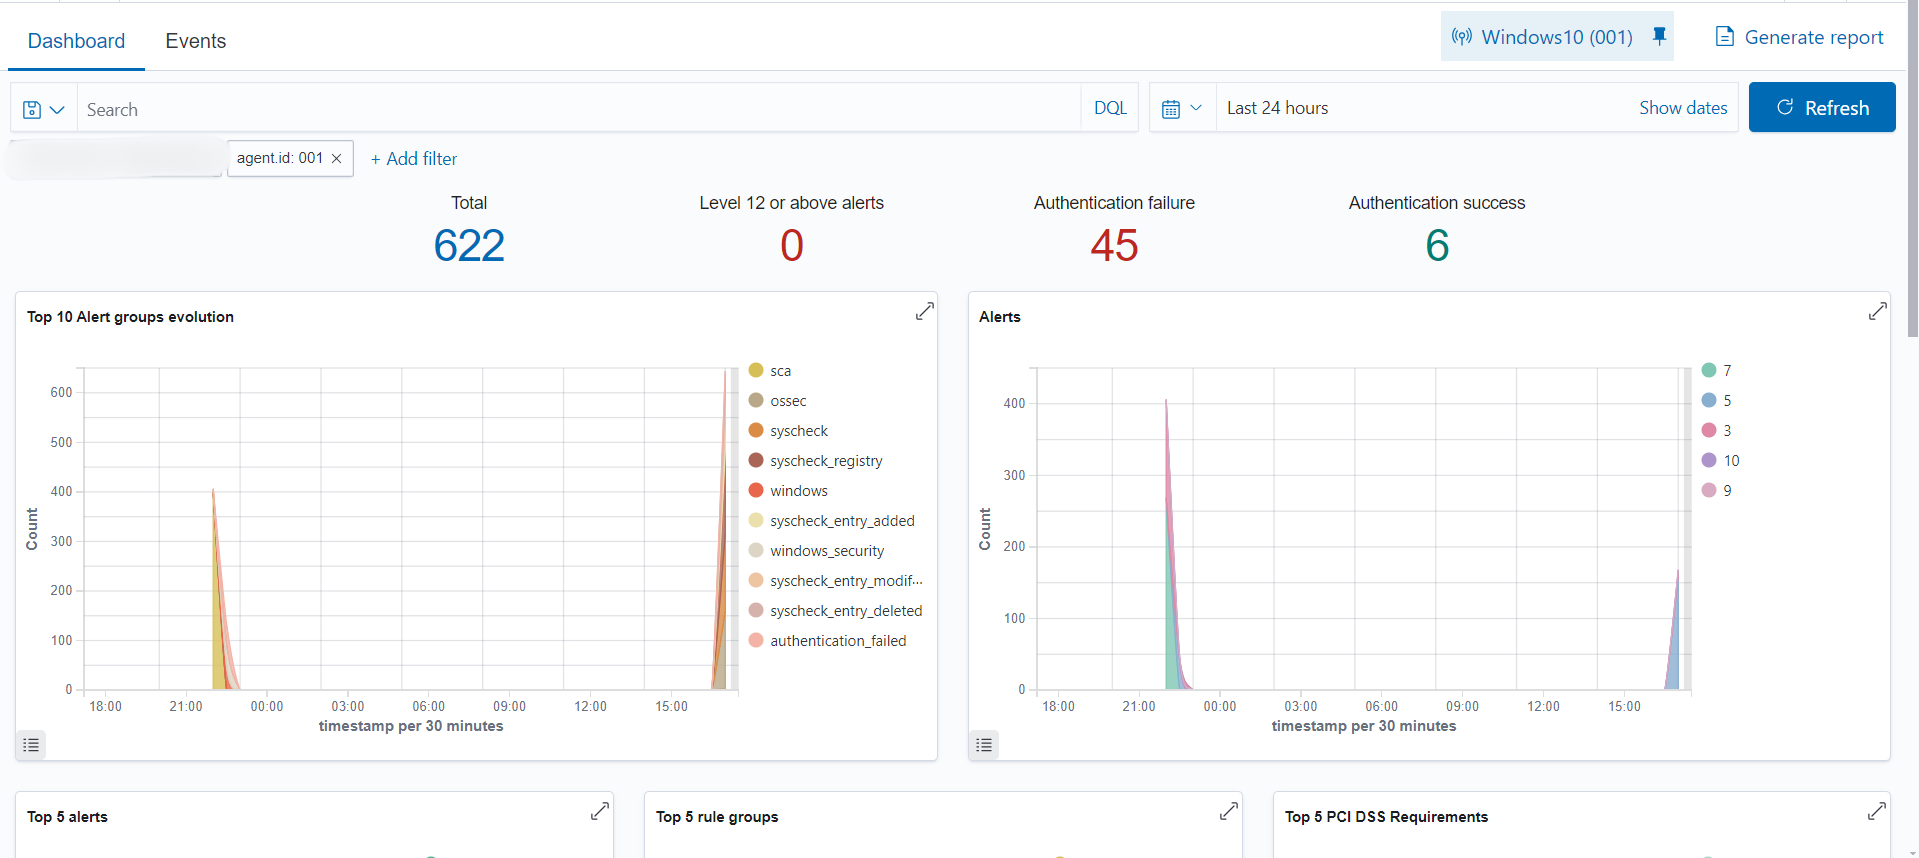 Dashboard
Events
Windows10 (001)
Generate report
Search
DQL
Last 24 hours
Show dates
Refresh
agent.id: 001 ×
+ Add filter
Total
622
Level 12 or above alerts
0
Authentication failure
45
Authentication success
6
Top 10 Alert groups evolution
600
500
400
300
200
100
0
Count
18:00 21:00 00:00 03:00 06:00 09:00 12:00 15:00
timestamp per 30 minutes
sca
ossec
syscheck
syscheck_registry
windows
syscheck_entry_added
windows_security
syscheck_entry_modif...
syscheck_entry_deleted
authentication_failed
Alerts
400
300
200
100
0
Count
18:00 21:00 00:00 03:00 06:00 09:00 12:00 15:00
timestamp per 30 minutes
7
5
3
10
9
Top 5 alerts
Top 5 rule groups
Top 5 PCI DSS Requirements